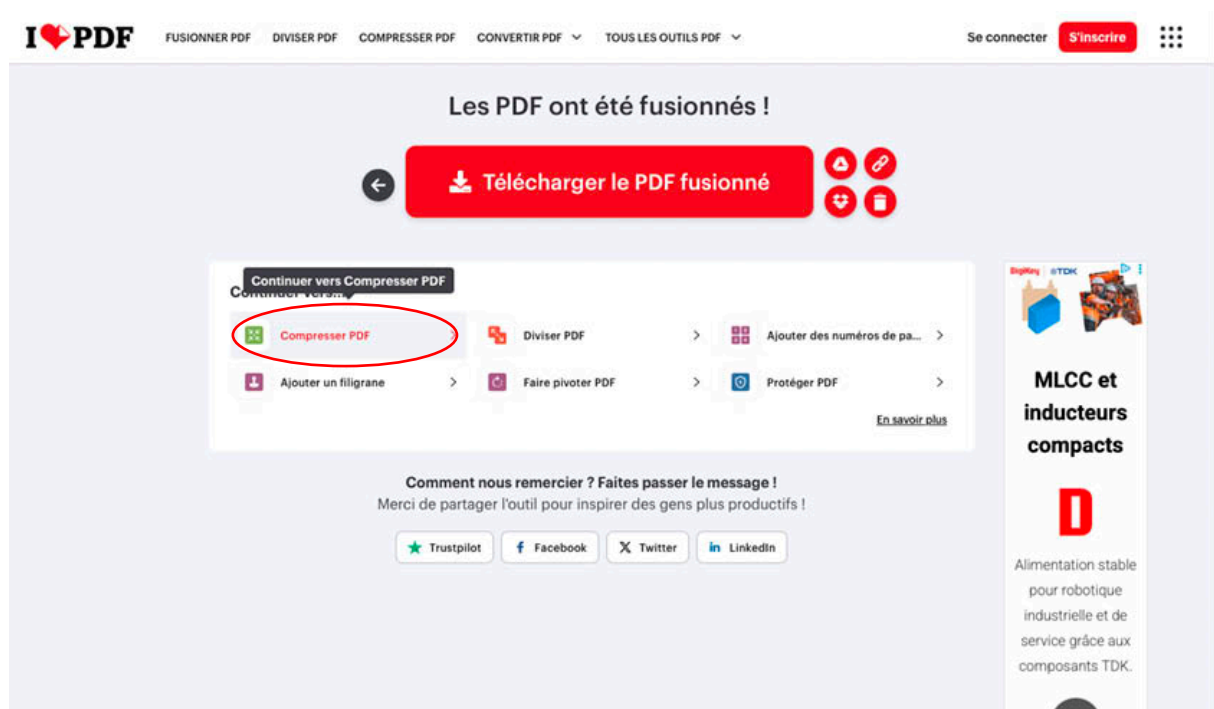 I PDF
FUSIONNER PDF DIVISER PDF COMPRESSER PDF CONVERTIR PDF TOUS LES OUTILS PDF Se connecter S'inscrire
Les PDF ont été fusionnés !
Télécharger le PDF fusionné
Continuer vers Compresser PDF
Continuer vers...
Compresser PDF
Diviser PDF
Ajouter des numéros de pa...
Ajouter un filigrane
Faire pivoter PDF
Protéger PDF
En savoir plus
Comment nous remercier ? Faites passer le message !
Merci de partager l'outil pour inspirer des gens plus productifs !
Trustpilot
Facebook
X Twitter
in LinkedIn
DigiKey TDK
MLCC et
inducteurs
compacts
D
Alimentation stable
pour robotique
industrielle et de
service grâce aux
composants TDK.